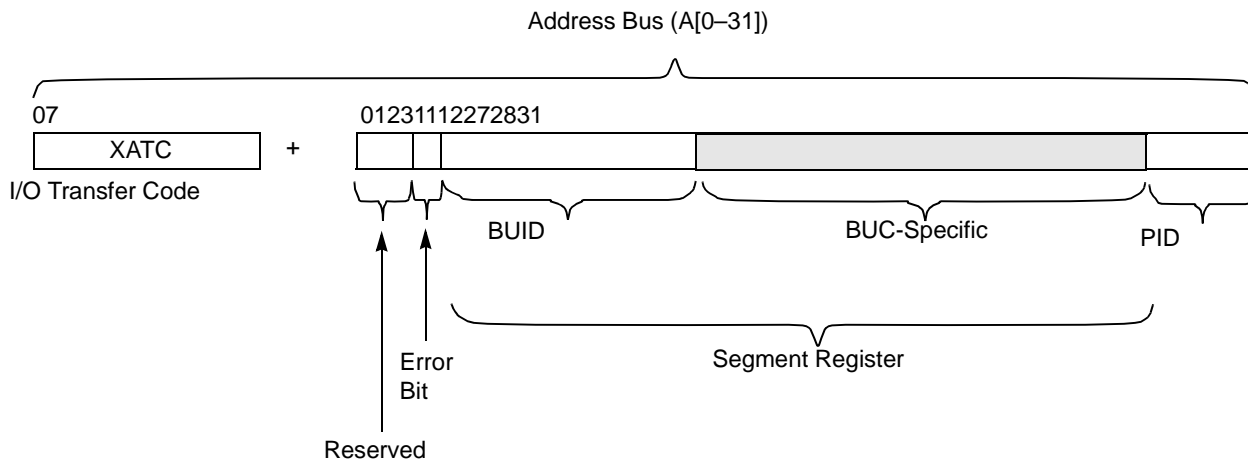 Address Bus (A[0–31])
07
01231112272831
XATC
+
I/O Transfer Code
BUID
BUC-Specific
PID
Segment Register
Error
Bit
Reserved